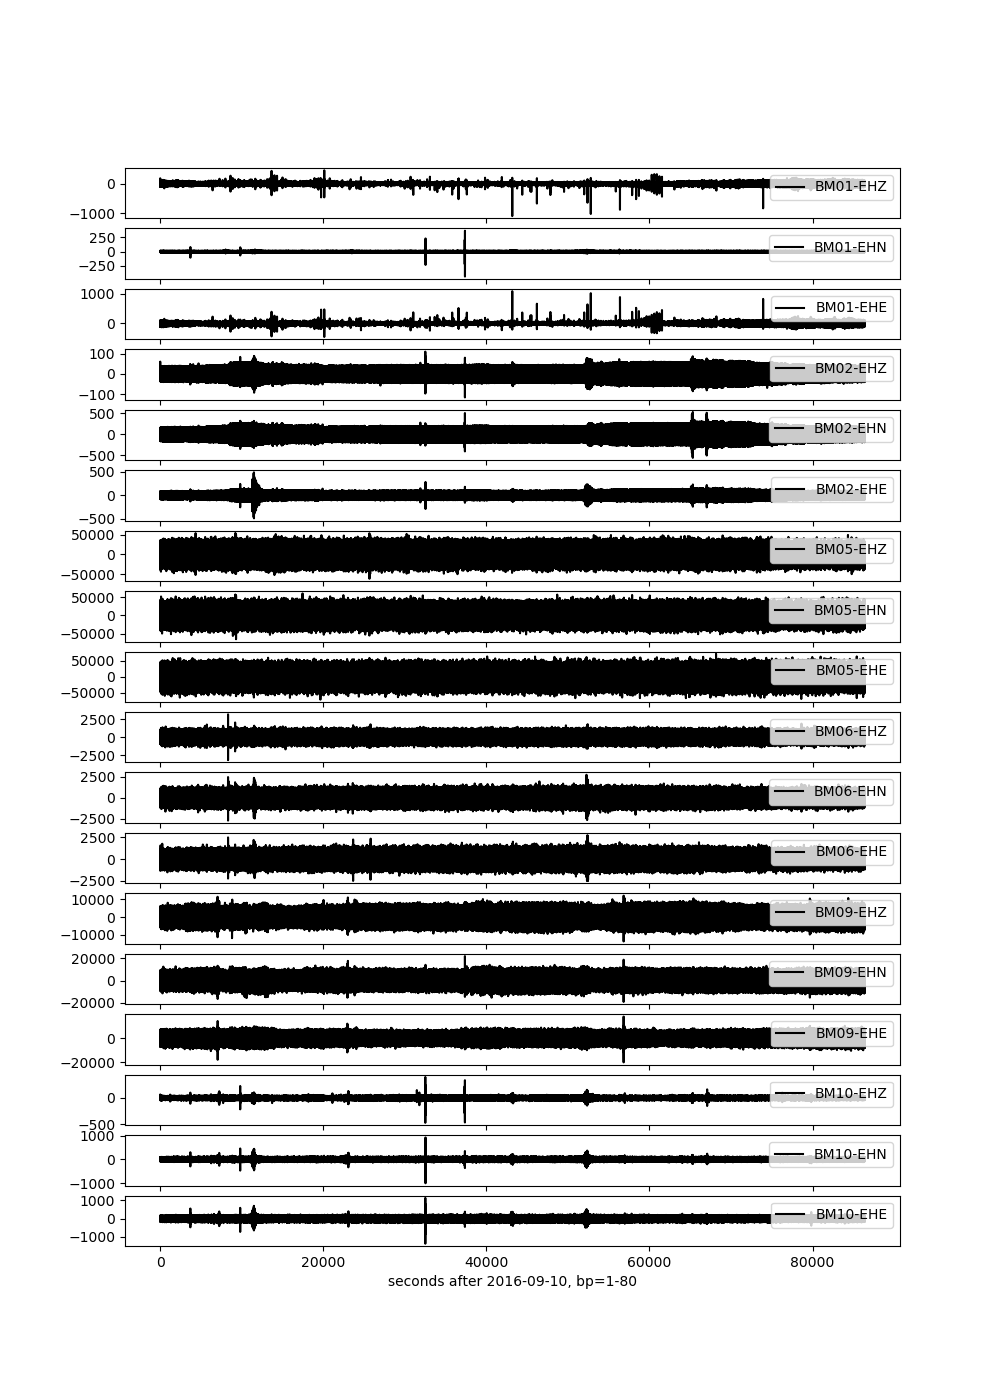 0
−1000
BM01-EHZ
250
0
−250
BM01-EHN
1000
0
BM01-EHE
100
0
−100
BM02-EHZ
500
0
−500
BM02-EHN
500
0
−500
BM02-EHE
50000
0
−50000
BM05-EHZ
50000
0
−50000
BM05-EHN
50000
0
−50000
BM05-EHE
2500
0
−2500
BM06-EHZ
2500
0
−2500
BM06-EHN
2500
0
−2500
BM06-EHE
10000
0
−10000
BM09-EHZ
20000
0
−20000
BM09-EHN
0
−20000
BM09-EHE
0
−500
BM10-EHZ
1000
0
−1000
BM10-EHN
1000
0
−1000
BM10-EHE
0 20000 40000 60000 80000
seconds after 2016-09-10, bp=1-80